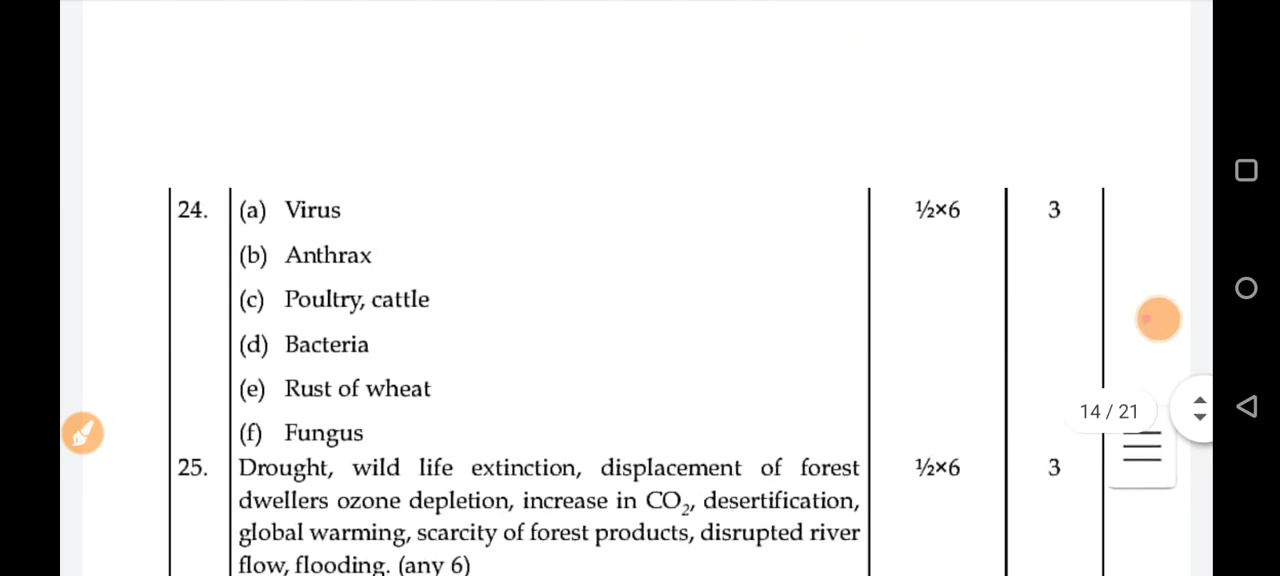 24. (a) Virus ½×6 3
(b) Anthrax
(c) Poultry, cattle
(d) Bacteria
(e) Rust of wheat
(f) Fungus
14 / 21
25. Drought, wild life extinction, displacement of forest ½×6 3
dwellers ozone depletion, increase in CO₂, desertification,
global warming, scarcity of forest products, disrupted river
flow, flooding. (any 6)